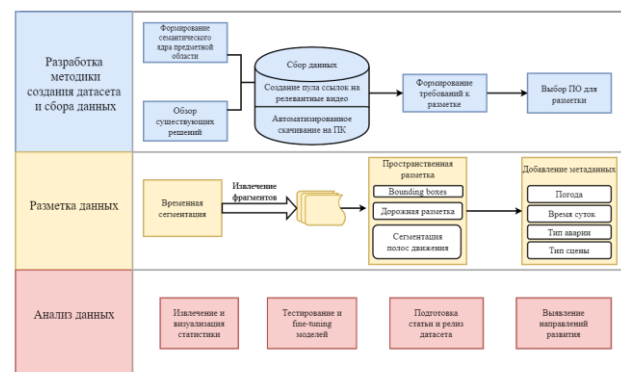 Разработка
методики
создания датасета
и сбора данных
Формирование
семантического
ядра предметной
области
Обзор
существующих
решений
Сбор данных
Создание пула ссылок на
релевантные видео
Автоматизированное
скачивание на ПК
Формирование
требований к
разметке
Выбор ПО для
разметки
Разметка данных
Временная
сегментация
Извлечение
фрагментов
Пространственная
разметка
Bounding boxes
Дорожная разметка
Сегментация
полос движения
Добавление метаданных
Погода
Время суток
Тип аварии
Тип сцены
Анализ данных
Извлечение и
визуализация
статистики
Тестирование и
fine-tuning
моделей
Подготовка
статьи и релиз
датасета
Выявление
направлений
развития